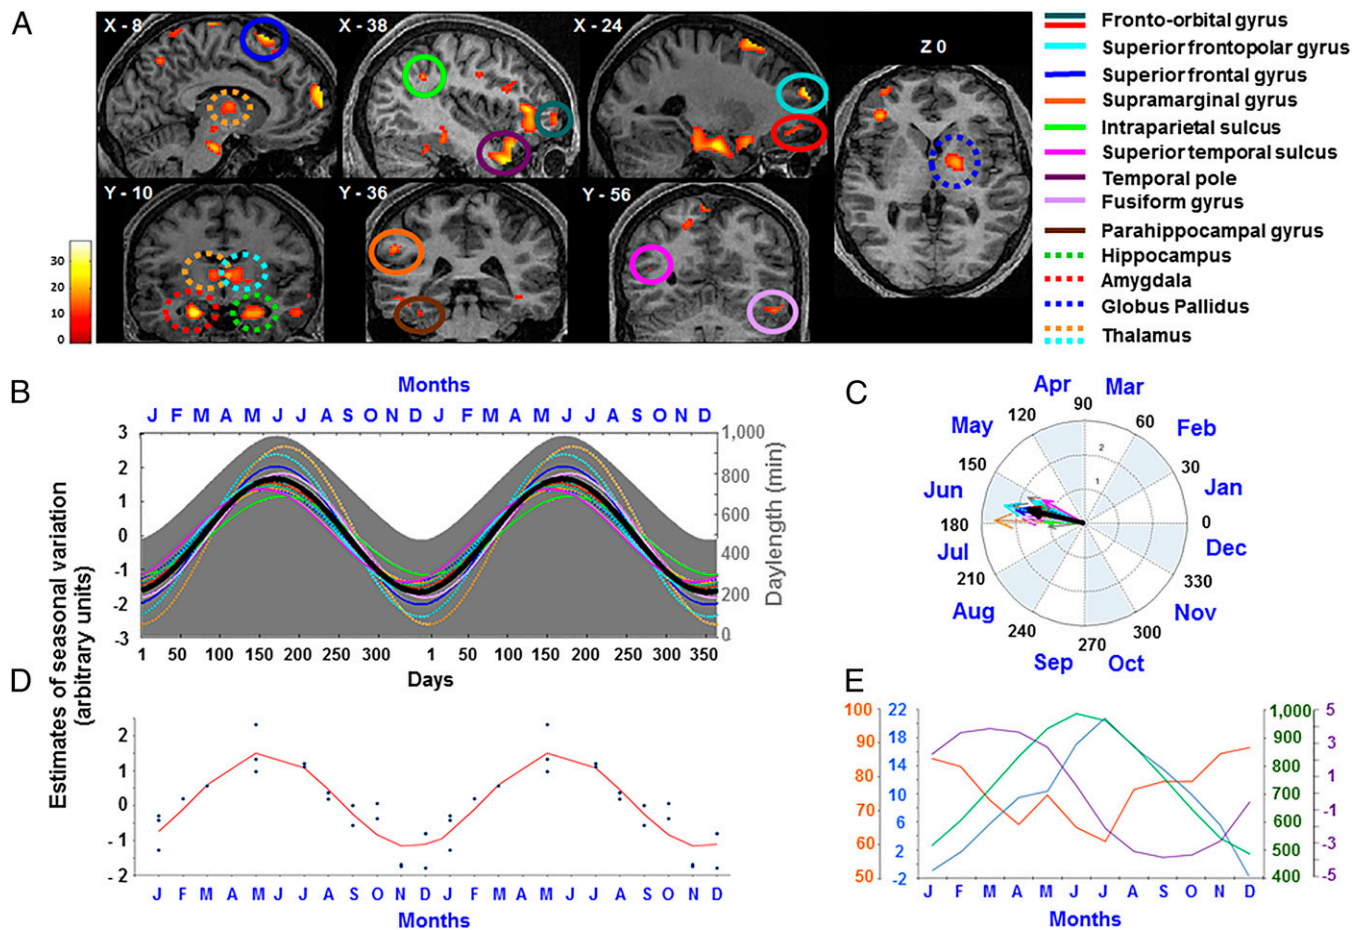 A
X - 8
X - 38
X - 24
Z 0
Y - 10
Y - 36
Y - 56
30
20
10
0
Fronto-orbital gyrus
Superior frontopolar gyrus
Superior frontal gyrus
Supramarginal gyrus
Intraparietal sulcus
Superior temporal sulcus
Temporal pole
Fusiform gyrus
Parahippocampal gyrus
Hippocampus
Amygdala
Globus Pallidus
Thalamus
B
Months
J F M A M J J A S O N D J F M A M J J A S O N D
3
2
1
0
-1
-2
-3
1,000
800
600
400
200
0
Daylength (min)
1 50 100 150 200 250 300 1 50 100 150 200 250 300 350
Days
Estimates of seasonal variation
(arbitrary units)
C
Apr Mar
May Feb
Jun Jan
Jul Dec
Aug Nov
Sep Oct
90
120 60
150 30
180 0
210 330
240 300
270
2
1
D
2
1
0
- 1
- 2
J F M A M J J A S O N D J F M A M J J A S O N D
Months
E
100
90
80
70
60
50
22
18
14
10
6
2
-2
1,000
900
800
700
600
500
400
5
3
1
-1
-3
-5
J F M A M J J A S O N D
Months